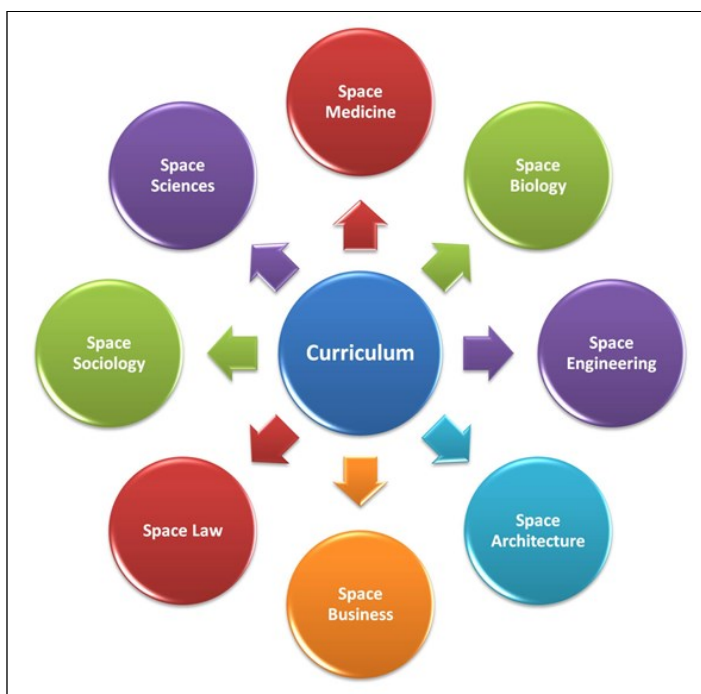 Space
Medicine
Space
Biology
Space
Engineering
Space
Architecture
Space
Business
Space Law
Space
Sociology
Space
Sciences
Curriculum